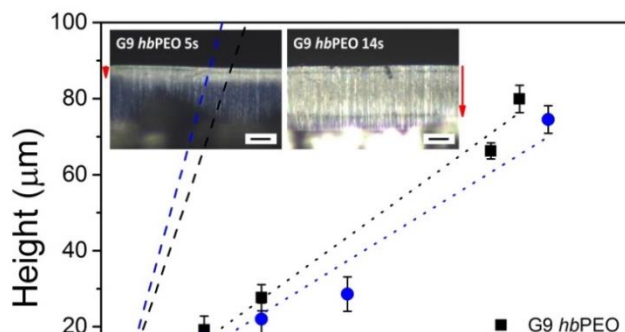 100
G9 hbPEO 5s
G9 hbPEO 14s
80
60
40
20
Height (μm)
G9 hbPEO